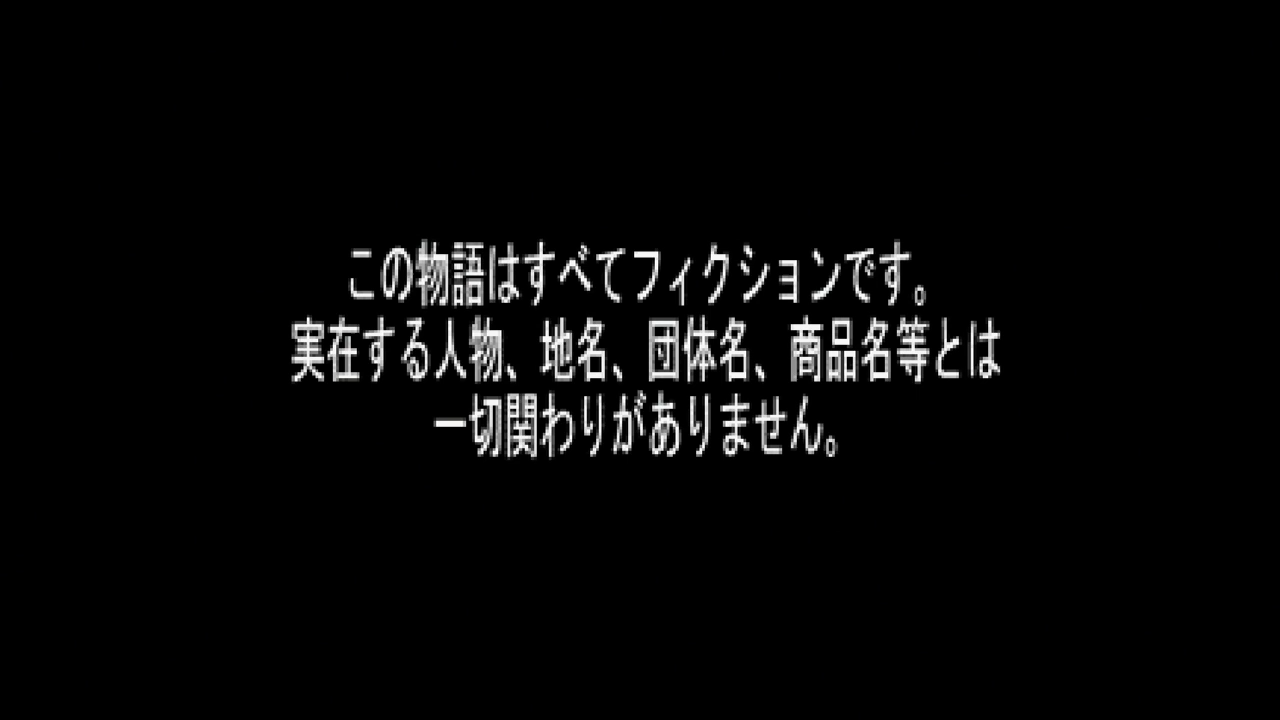 この物語はすべてフィクションです。
実在する人物、地名、団体名、商品名等とは
一切関わりがありません。